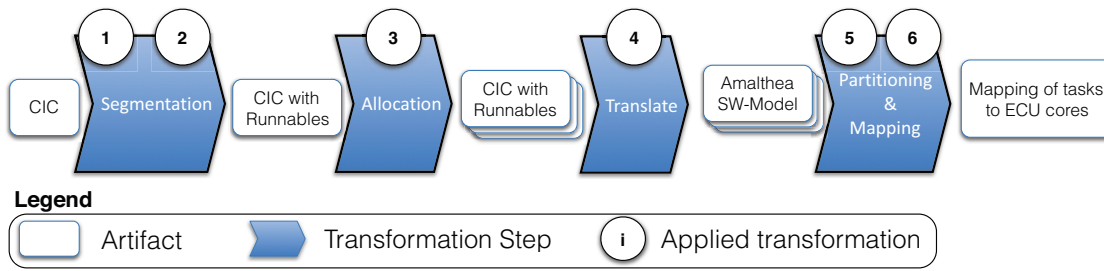 1
2
3
4
5
6
CIC
Segmentation
CIC with
Runnables
Allocation
CIC with
Runnables
Translate
Amalthea
SW-Model
Partitioning
&
Mapping
Mapping of tasks
to ECU cores
Legend
Artifact
Transformation Step
i
Applied transformation